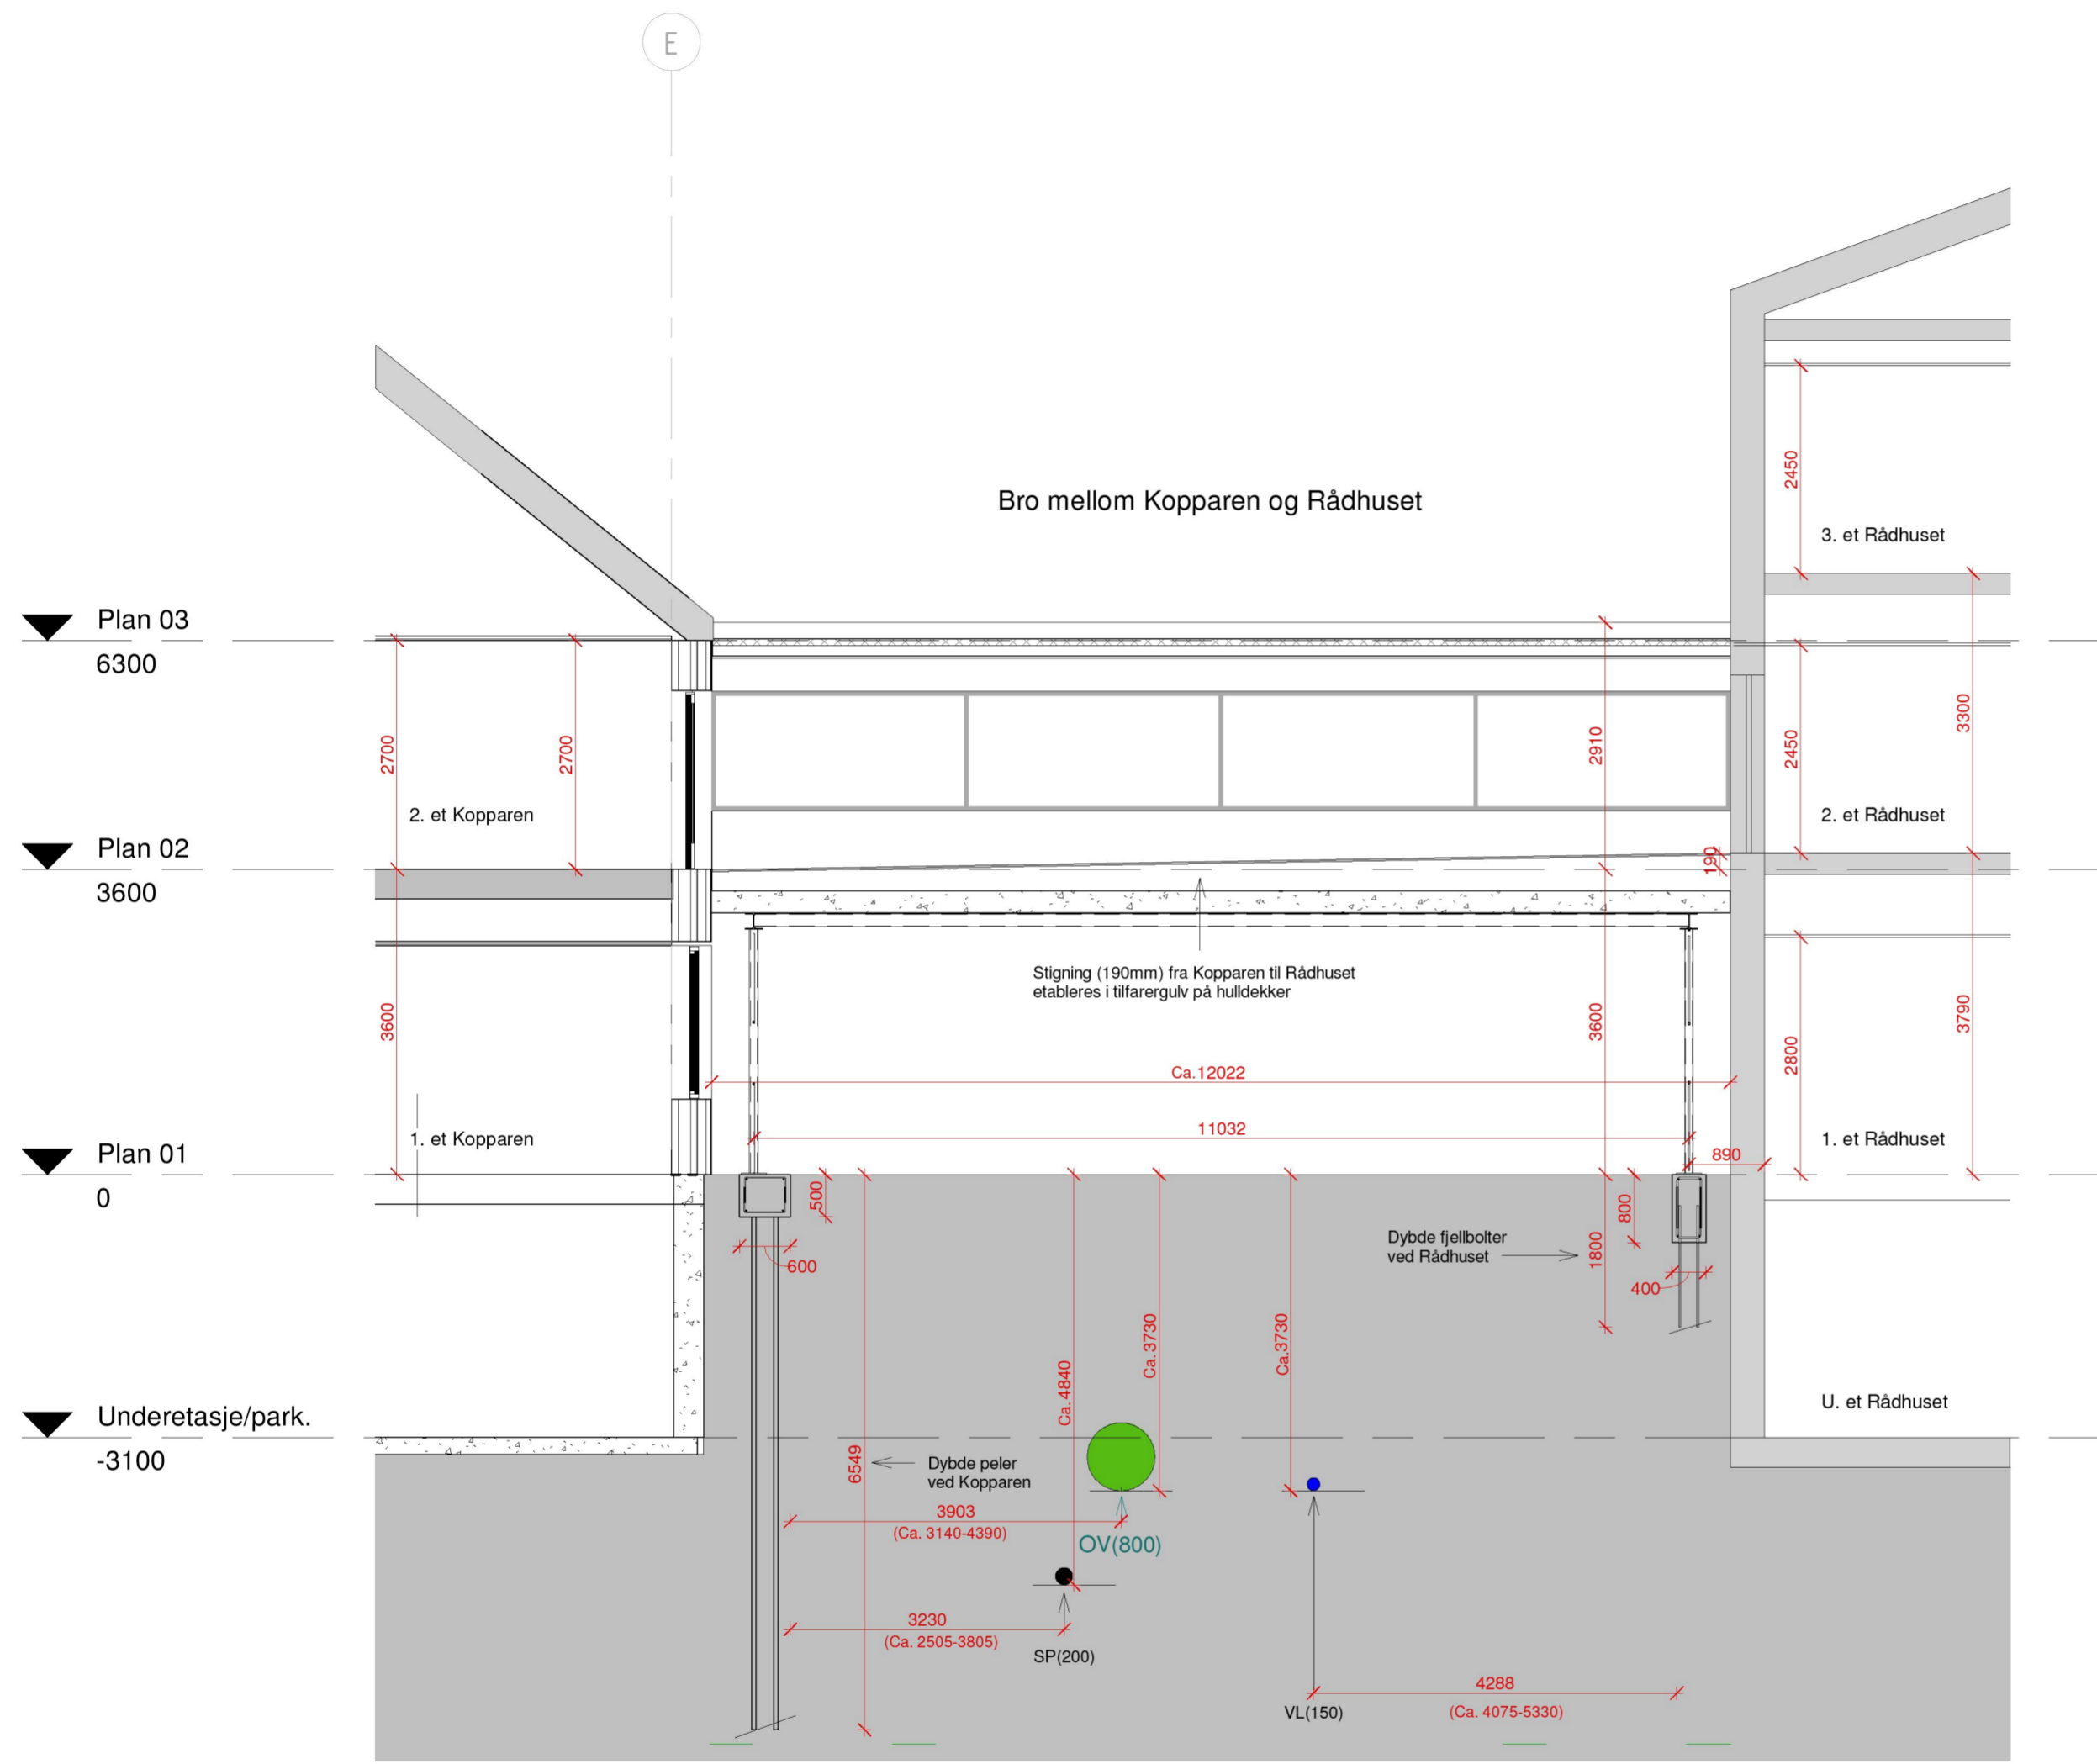 E
Bro mellom Kopparen og Rådhuset
2450
3. et Rådhuset
Plan 03
6300
2700
2700
2910
2450
3300
2. et Kopparen
2. et Rådhuset
Plan 02
3600
190
Stigning (190mm) fra Kopparen til Rådhuset
etableres i tilfarergulv på hulldekker
3600
3600
2800
3790
Ca.12022
11032
1. et Kopparen
1. et Rådhuset
890
Plan 01
0
500
800
600
Dybde fjellbolter
ved Rådhuset
1800
400
Ca.3730
Ca.3730
Ca.4840
U. et Rådhuset
Underetasje/park.
-3100
6549
Dybde peler
ved Kopparen
3903
(Ca. 3140-4390)
OV(800)
3230
(Ca. 2505-3805)
SP(200)
4288
(Ca. 4075-5330)
VL(150)